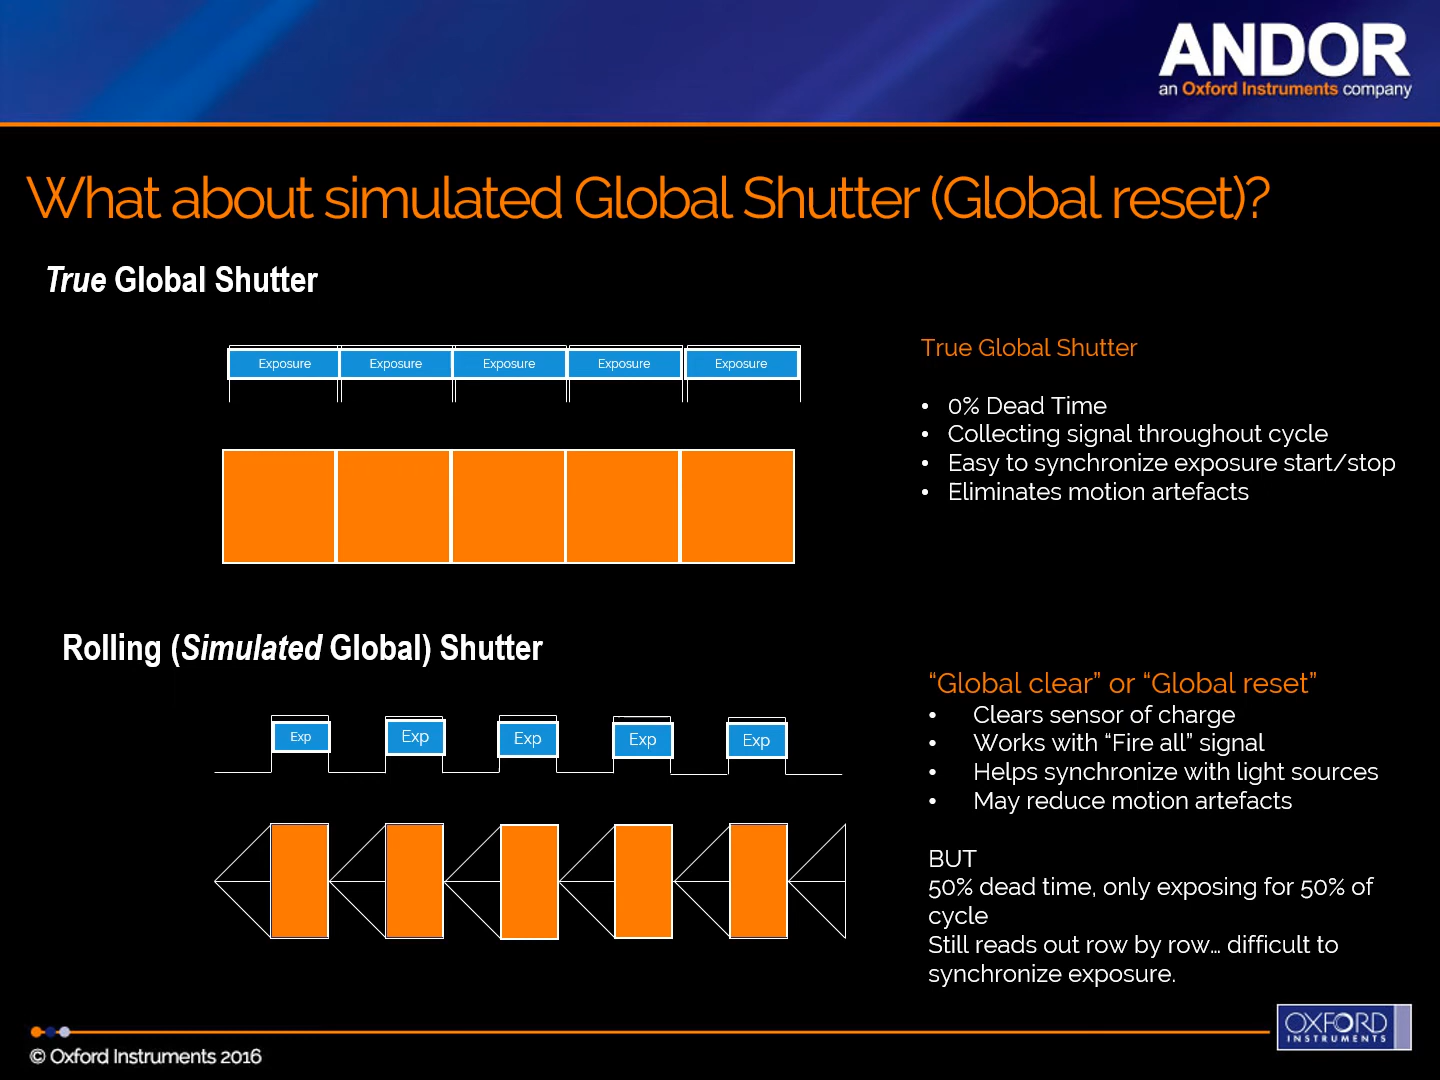 ANDOR
an Oxford Instruments company
What about simulated Global Shutter (Global reset)?
True Global Shutter
Exposure Exposure Exposure Exposure Exposure
True Global Shutter
• 0% Dead Time
• Collecting signal throughout cycle
• Easy to synchronize exposure start/stop
• Eliminates motion artefacts
Rolling (Simulated Global) Shutter
Exp Exp Exp Exp Exp
“Global clear” or “Global reset”
• Clears sensor of charge
• Works with “Fire all” signal
• Helps synchronize with light sources
• May reduce motion artefacts
BUT
50% dead time, only exposing for 50% of
cycle
Still reads out row by row... difficult to
synchronize exposure.
OXFORD
INSTRUMENTS
© Oxford Instruments 2016